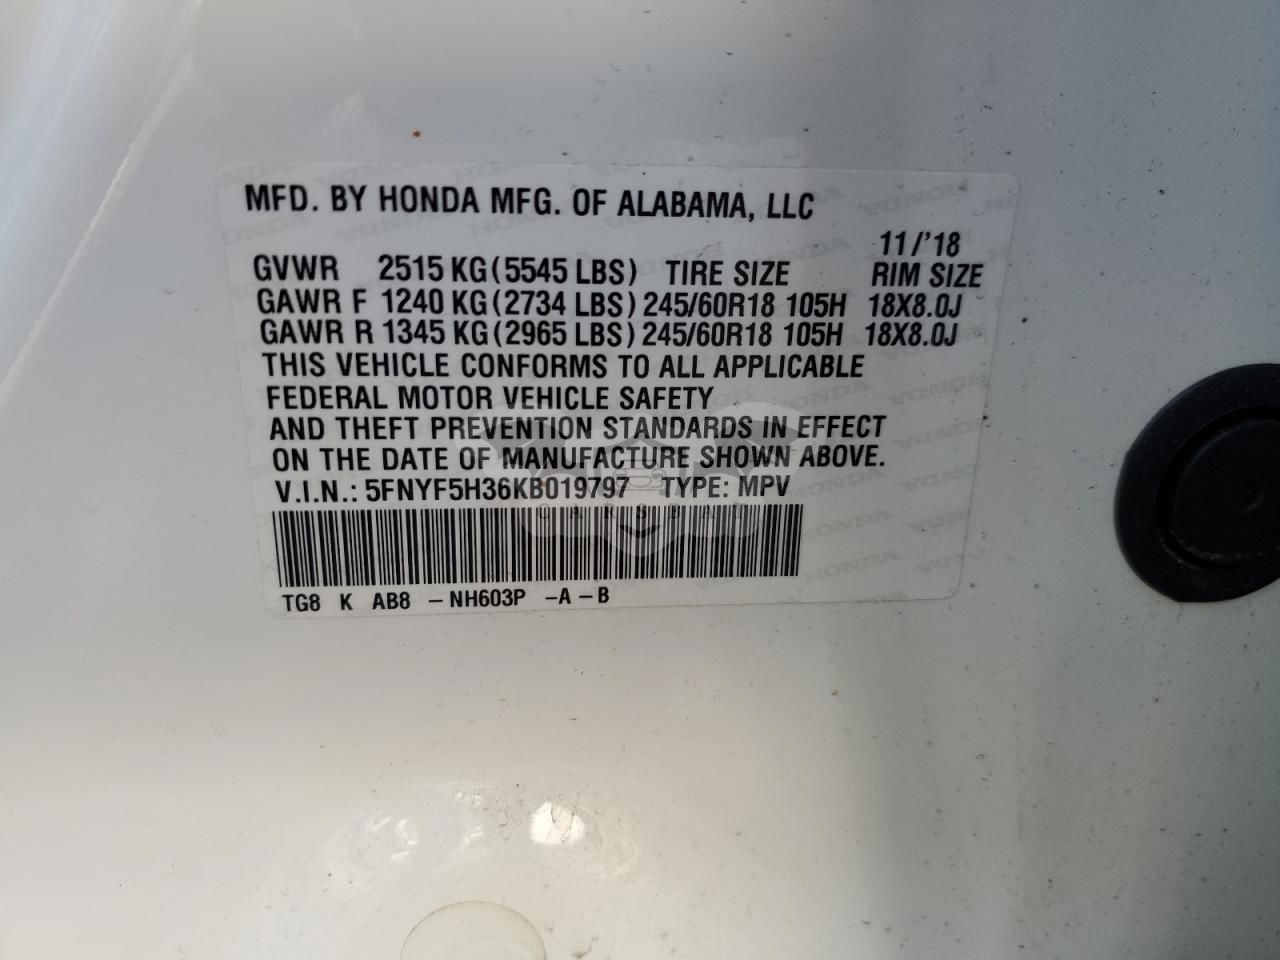 MFD. BY HONDA MFG. OF ALABAMA, LLC
11/'18
GVWR 2515 KG (5545 LBS) TIRE SIZE RIM SIZE
GAWR F 1240 KG (2734 LBS) 245/60R18 105H 18X8.0J
GAWR R 1345 KG (2965 LBS) 245/60R18 105H 18X8.0J
THIS VEHICLE CONFORMS TO ALL APPLICABLE
FEDERAL MOTOR VEHICLE SAFETY
AND THEFT PREVENTION STANDARDS IN EFFECT
ON THE DATE OF MANUFACTURE SHOWN ABOVE.
V.I.N.: 5FNYF5H36KB019797 TYPE: MPV
TG8 K AB8 -NH603P -A-B